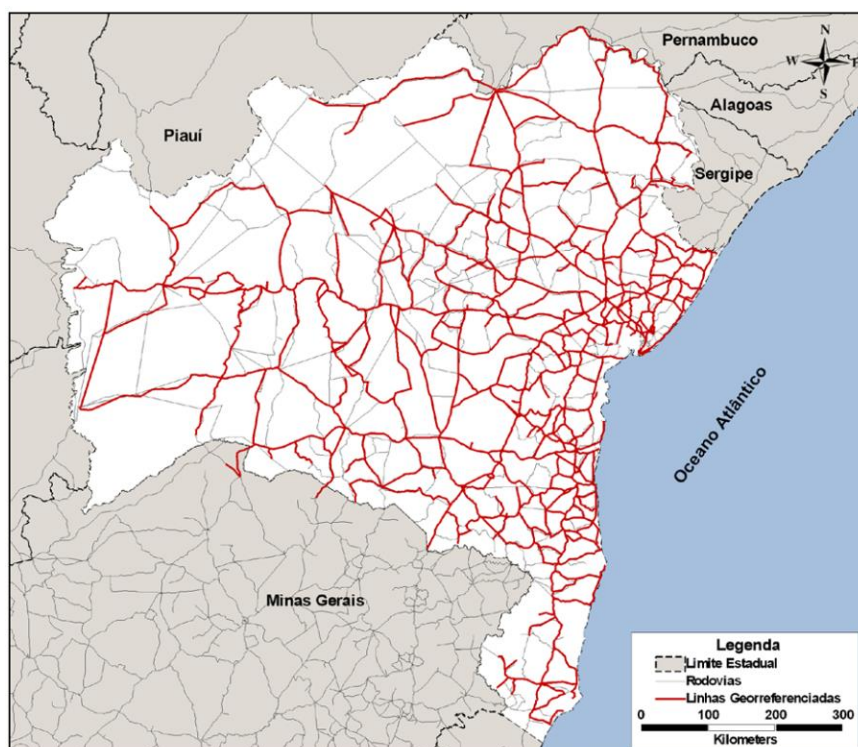 Pernambuco
N
W
E
S
Alagoas
Piauí
Sergipe
Oceano Atlântico
Minas Gerais
Legenda
Limite Estadual
Rodovias
Linhas Georreferenciadas
0 100 200 300
Kilometers